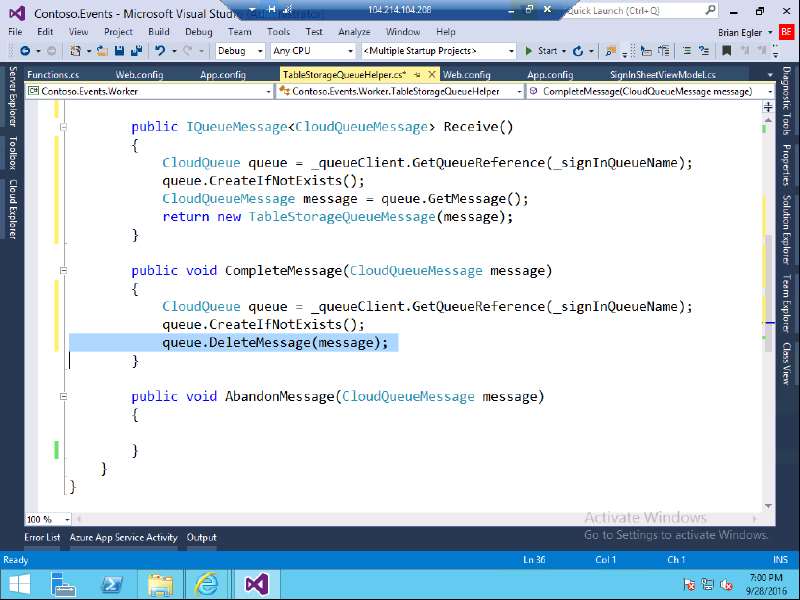 Contoso.Events - Microsoft Visual Stu
104.214.104.208
Quick Launch (Ctrl+Q)
File Edit View Project Build Debug Team Tools Test Analyze Window Help
Brian Egler BE
Debug Any CPU <Multiple Startup Projects> Start
Functions.cs Web.config App.config TableStorageQueueHelper.cs* Web.config App.config SignInSheetViewModel.cs
Contoso.Events.Worker Contoso.Events.Worker.TableStorageQueueHelper CompleteMessage(CloudQueueMessage message)
Server Explorer
Toolbox
Cloud Explorer
public IQueueMessage<CloudQueueMessage> Receive()
{
CloudQueue queue = _queueClient.GetQueueReference(_signInQueueName);
queue.CreateIfNotExists();
CloudQueueMessage message = queue.GetMessage();
return new TableStorageQueueMessage(message);
}
public void CompleteMessage(CloudQueueMessage message)
{
CloudQueue queue = _queueClient.GetQueueReference(_signInQueueName);
queue.CreateIfNotExists();
queue.DeleteMessage(message);
}
public void AbandonMessage(CloudQueueMessage message)
{
}
}
}
Diagnostic Tools
Properties
Solution Explorer
Team Explorer
Class View
100 %
Activate Windows
Go to Settings to activate Windows.
Error List Azure App Service Activity Output
Ready Ln 36 Col 1 Ch 1 INS
7:00 PM
9/28/2016